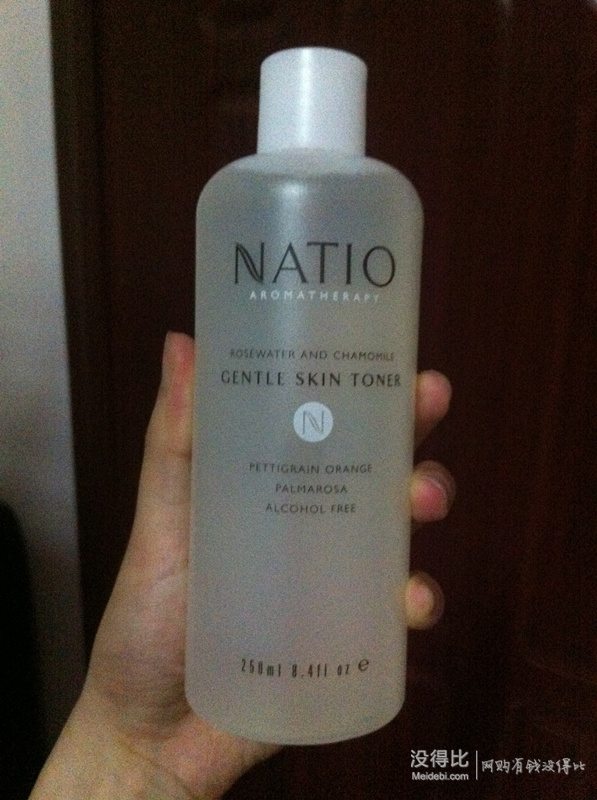 NATIO
AROMATHERAPY
ROSEWATER AND CHAMOMILE
GENTLE SKIN TONER
N
PETTIGRAIN ORANGE
PALMAROSA
ALCOHOL FREE
250ml 8.4fl oz e
没得比 网购有钱没得比
Meidebi.com